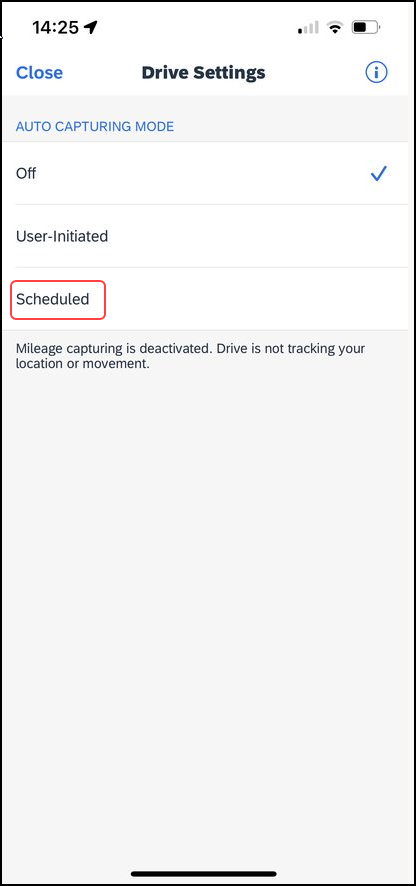 14:25
Close Drive Settings
AUTO CAPTURING MODE
Off
User-Initiated
Scheduled
Mileage capturing is deactivated. Drive is not tracking your
location or movement.